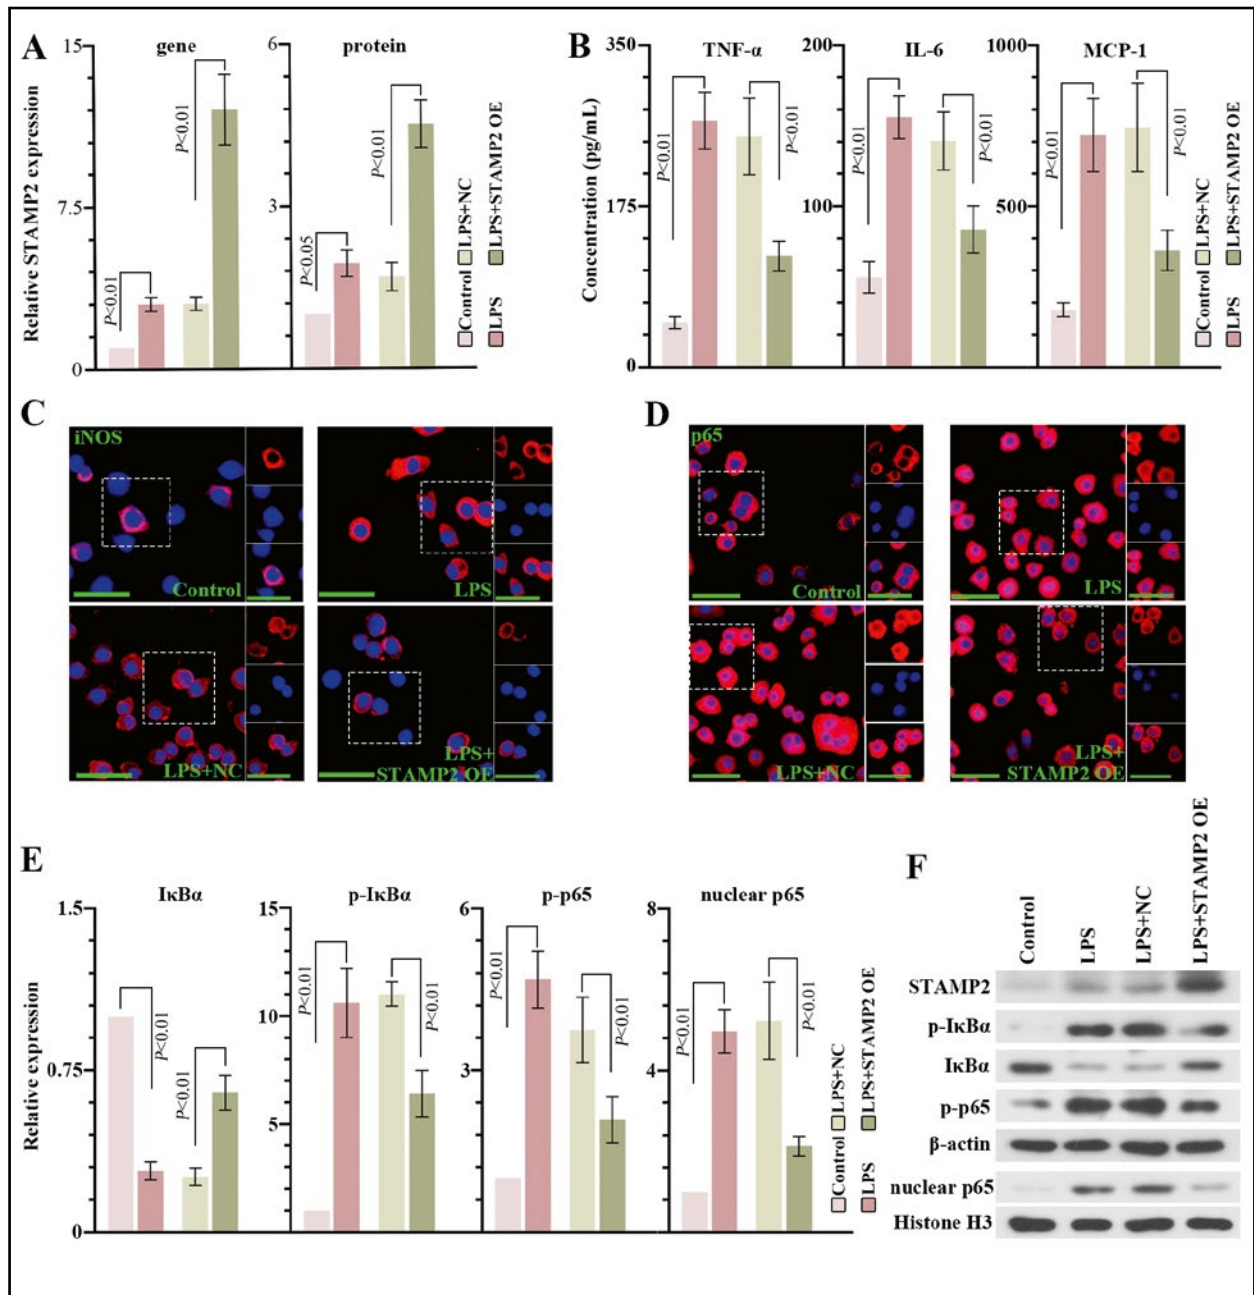 A
gene
protein
15
7.5
0
6
3
Relative STAMP2 expression
P<0.01
P<0.01
P<0.05
P<0.01
Control
LPS+NC
LPS
LPS+STAMP2 OE
B
TNF-α
IL-6
MCP-1
350
175
0
200
100
1000
500
Concentration (pg/mL)
P<0.01
P<0.01
P<0.01
P<0.01
P<0.01
P<0.01
Control
LPS+NC
LPS
LPS+STAMP2 OE
C
iNOS
Control
LPS
LPS+NC
LPS+
STAMP2 OE
D
p65
Control
LPS
LPS+NC
LPS+
STAMP2 OE
E
IκBα
p-IκBα
p-p65
nuclear p65
1.5
0.75
0
15
10
5
6
3
8
4
Relative expression
P<0.01
P<0.01
P<0.01
P<0.01
P<0.01
P<0.01
P<0.01
P<0.01
Control
LPS+NC
LPS
LPS+STAMP2 OE
F
Control
LPS
LPS+NC
LPS+STAMP2 OE
STAMP2
p-IκBα
IκBα
p-p65
β-actin
nuclear p65
Histone H3